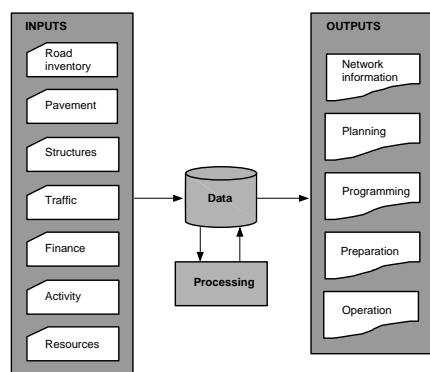 INPUTS
Road
inventory
Pavement
Structures
Traffic
Finance
Activity
Resources
Data
Processing
OUTPUTS
Network
information
Planning
Programming
Preparation
Operation